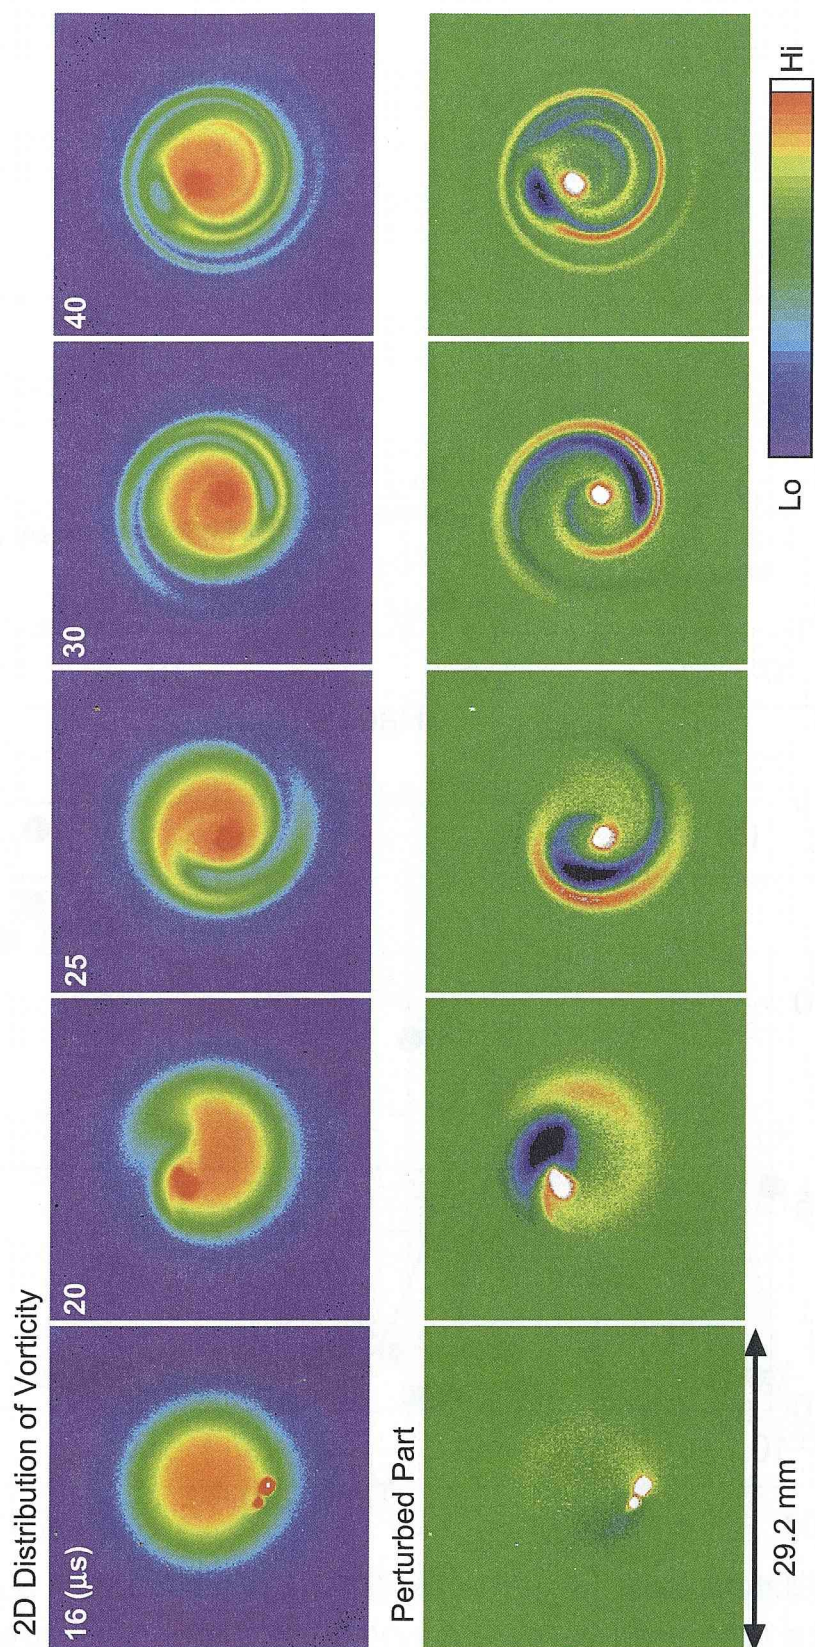 2D Distribution of Vorticity
16 (μs)
20
25
30
40
Perturbed Part
29.2 mm
Lo
Hi